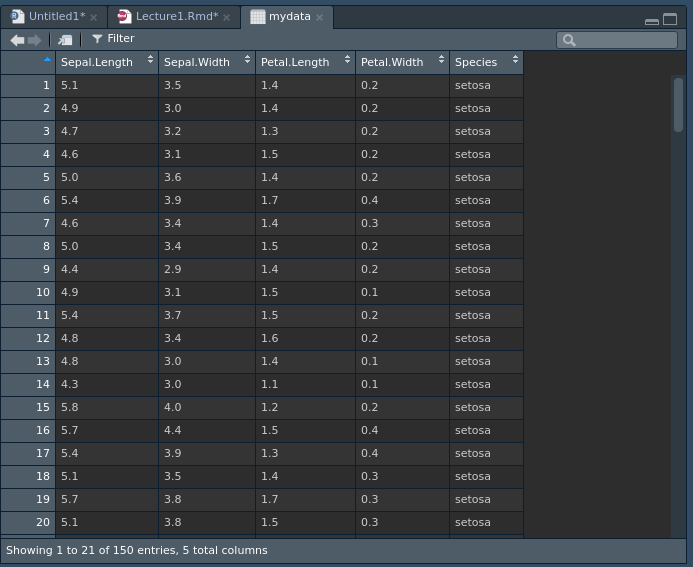 Untitled1* Lecture1.Rmd* mydata
Filter
Sepal.Length Sepal.Width Petal.Length Petal.Width Species
1 5.1 3.5 1.4 0.2 setosa
2 4.9 3.0 1.4 0.2 setosa
3 4.7 3.2 1.3 0.2 setosa
4 4.6 3.1 1.5 0.2 setosa
5 5.0 3.6 1.4 0.2 setosa
6 5.4 3.9 1.7 0.4 setosa
7 4.6 3.4 1.4 0.3 setosa
8 5.0 3.4 1.5 0.2 setosa
9 4.4 2.9 1.4 0.2 setosa
10 4.9 3.1 1.5 0.1 setosa
11 5.4 3.7 1.5 0.2 setosa
12 4.8 3.4 1.6 0.2 setosa
13 4.8 3.0 1.4 0.1 setosa
14 4.3 3.0 1.1 0.1 setosa
15 5.8 4.0 1.2 0.2 setosa
16 5.7 4.4 1.5 0.4 setosa
17 5.4 3.9 1.3 0.4 setosa
18 5.1 3.5 1.4 0.3 setosa
19 5.7 3.8 1.7 0.3 setosa
20 5.1 3.8 1.5 0.3 setosa
Showing 1 to 21 of 150 entries, 5 total columns